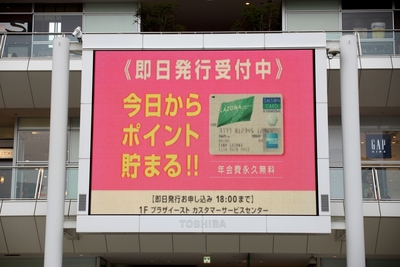 《即日発行受付中》
今日から
ポイント
貯まる!!
LAZONA
年会費永久無料
【即日発行お申し込み 18:00まで】
1F プラザイースト カスタマーサービスセンター
TOSHIBA
GAP